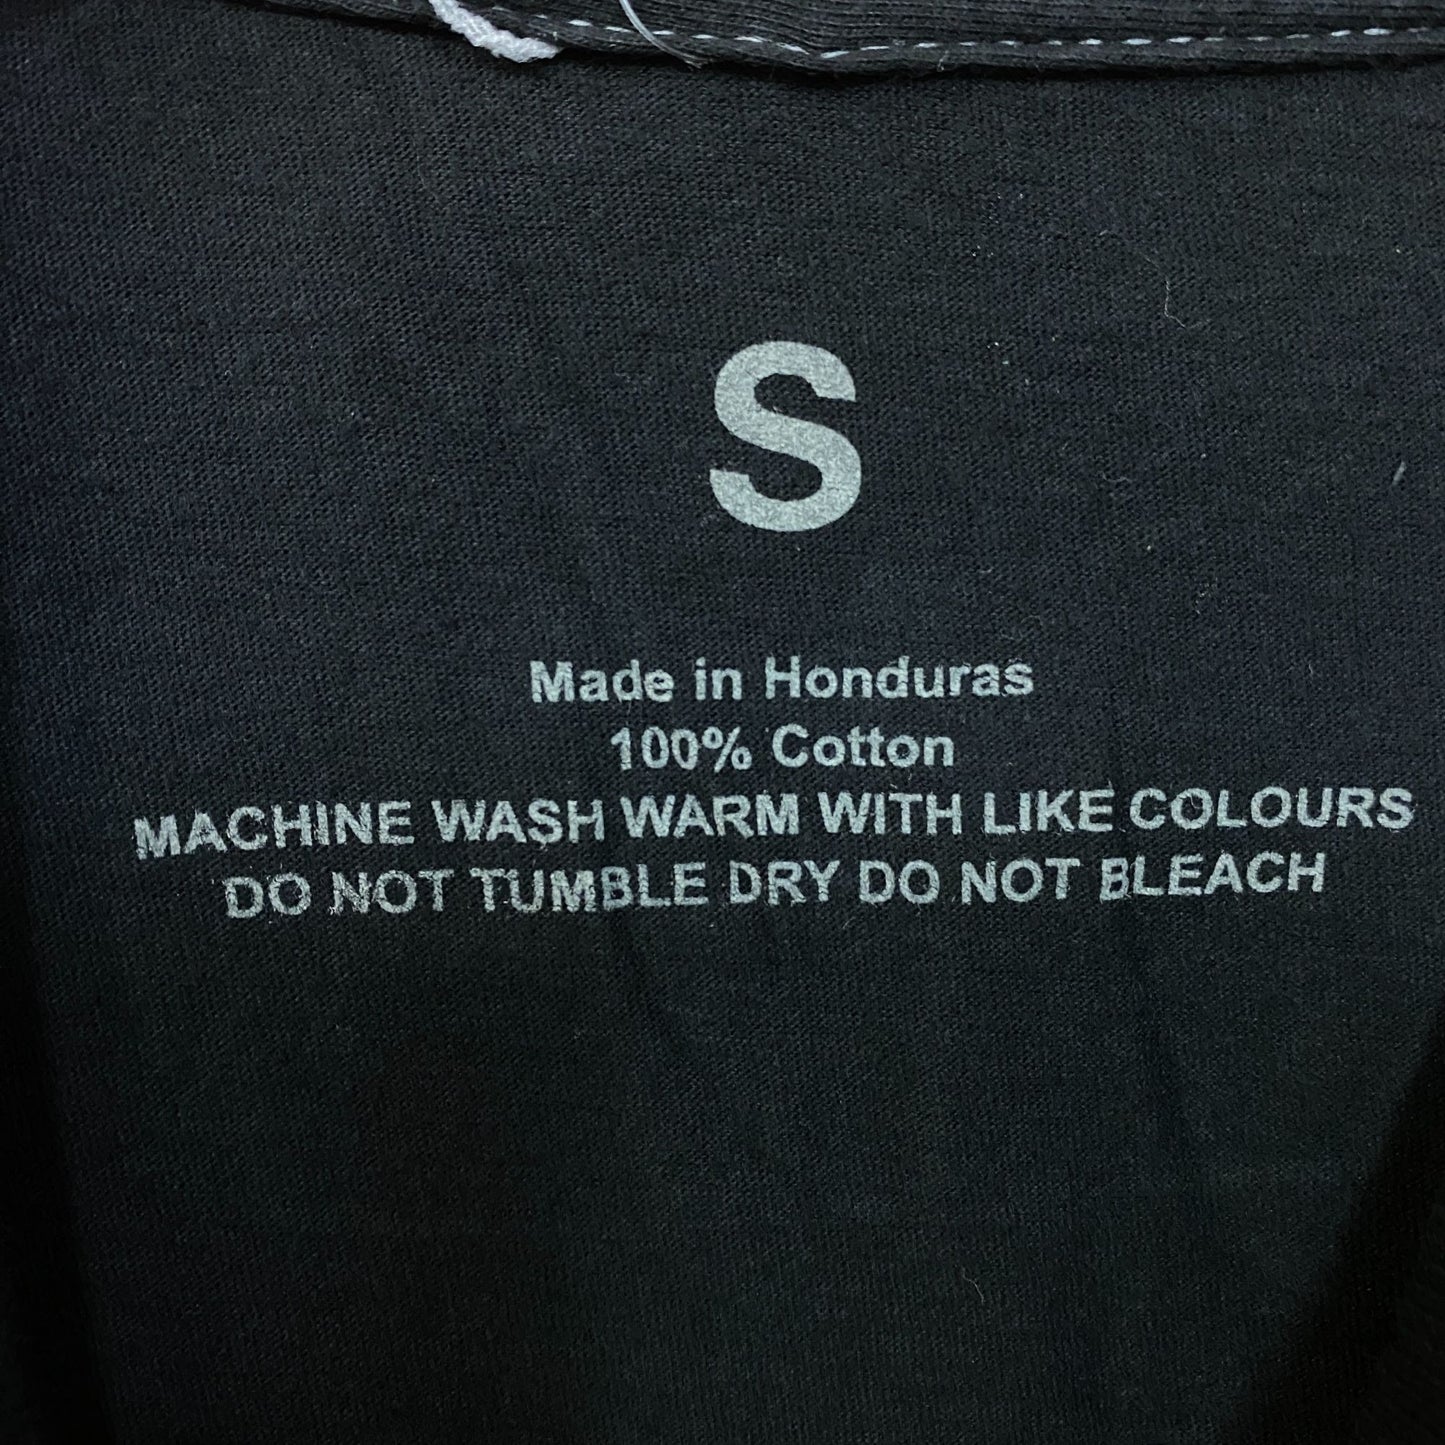 S
Made in Honduras
100% Cotton
MACHINE WASH WARM WITH LIKE COLOURS
DO NOT TUMBLE DRY DO NOT BLEACH